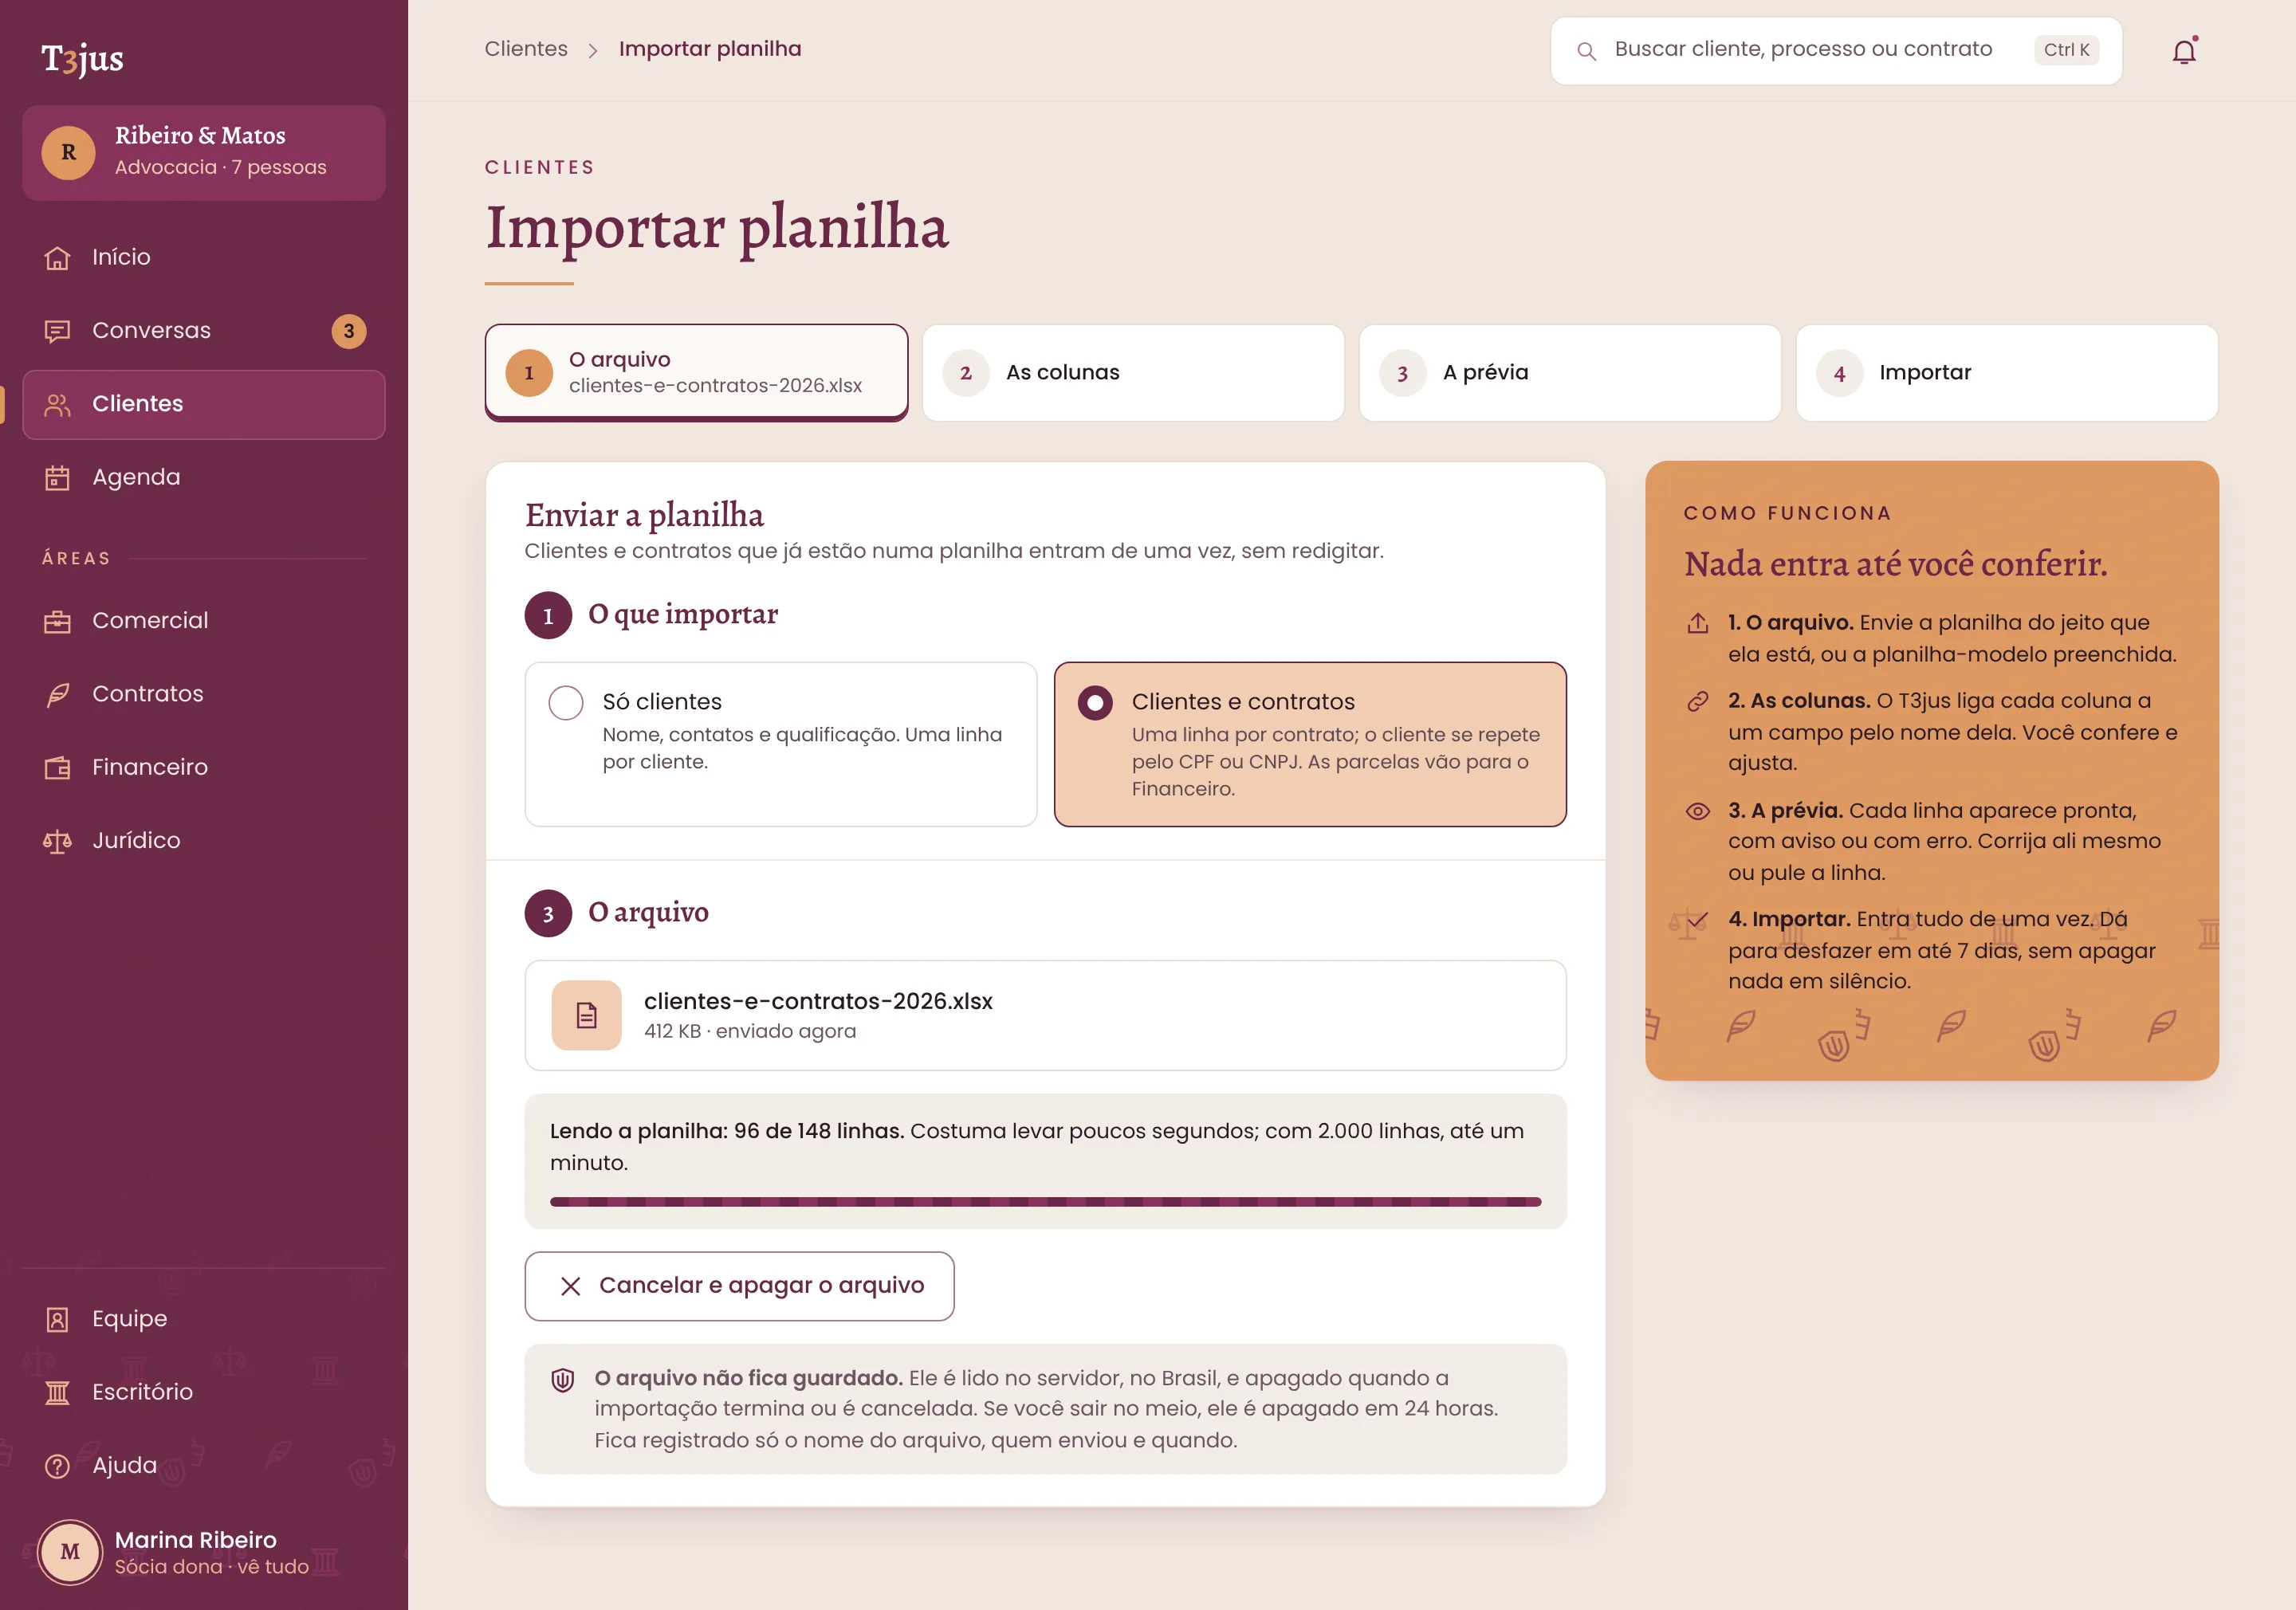 T3jus
R
Ribeiro & Matos
Advocacia · 7 pessoas
Início
Conversas
3
Clientes
Agenda
ÁREAS
Comercial
Contratos
Financeiro
Jurídico
Equipe
Escritório
Ajuda
M
Marina Ribeiro
Sócia dona · vê tudo
Clientes
Importar planilha
Buscar cliente, processo ou contrato
Ctrl K
CLIENTES
Importar planilha
1
O arquivo
clientes-e-contratos-2026.xlsx
2
As colunas
3
A prévia
4
Importar
Enviar a planilha
Clientes e contratos que já estão numa planilha entram de uma vez, sem redigitar.
1
O que importar
Só clientes
Nome, contatos e qualificação. Uma linha
por cliente.
Clientes e contratos
Uma linha por contrato; o cliente se repete
pelo CPF ou CNPJ. As parcelas vão para o
Financeiro.
3
O arquivo
clientes-e-contratos-2026.xlsx
412 KB · enviado agora
Lendo a planilha: 96 de 148 linhas. Costuma levar poucos segundos; com 2.000 linhas, até um
minuto.
Cancelar e apagar o arquivo
O arquivo não fica guardado. Ele é lido no servidor, no Brasil, e apagado quando a
importação termina ou é cancelada. Se você sair no meio, ele é apagado em 24 horas.
Fica registrado só o nome do arquivo, quem enviou e quando.
COMO FUNCIONA
Nada entra até você conferir.
1. O arquivo. Envie a planilha do jeito que
ela está, ou a planilha-modelo preenchida.
2. As colunas. O T3jus liga cada coluna a
um campo pelo nome dela. Você confere e
ajusta.
3. A prévia. Cada linha aparece pronta,
com aviso ou com erro. Corrija ali mesmo
ou pule a linha.
4. Importar. Entra tudo de uma vez. Dá
para desfazer em até 7 dias, sem apagar
nada em silêncio.